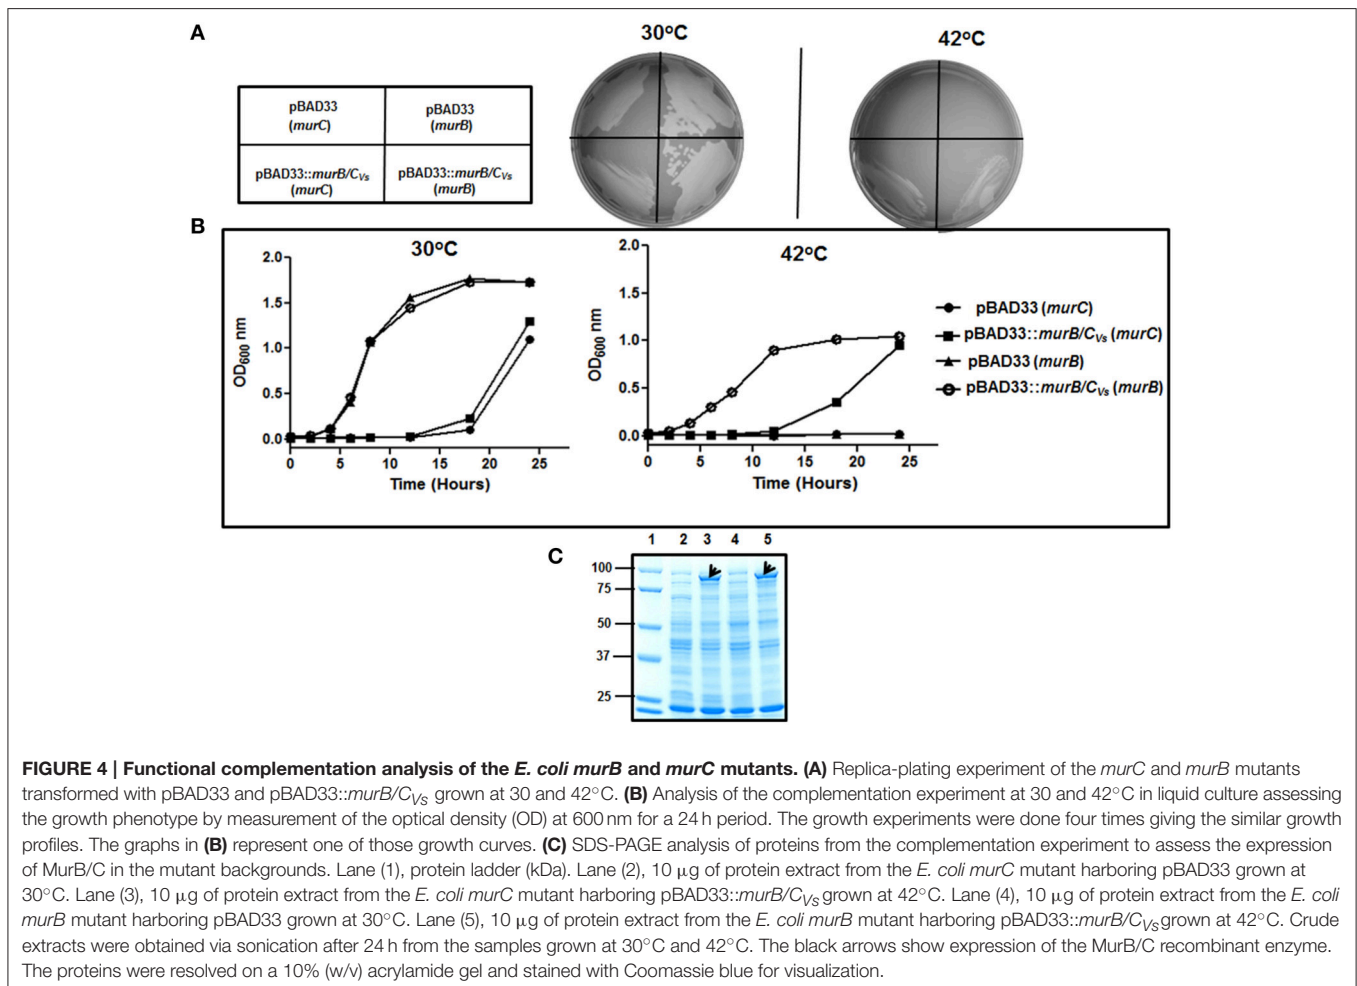 A
30°C
42°C
pBAD33
(murC)
pBAD33
(murB)
pBAD33::murB/CVs
(murC)
pBAD33::murB/CVs
(murB)
B
30°C
2.0
1.5
1.0
0.5
0.0
OD600 nm
0 5 10 15 20 25
Time (Hours)
42°C
2.0
1.5
1.0
0.5
0.0
OD600 nm
0 5 10 15 20 25
Time (Hours)
pBAD33 (murC)
pBAD33::murB/CVs (murC)
pBAD33 (murB)
pBAD33::murB/CVs (murB)
C
1 2 3 4 5
100
75
50
37
25
FIGURE 4 | Functional complementation analysis of the E. coli murB and murC mutants. (A) Replica-plating experiment of the murC and murB mutants
transformed with pBAD33 and pBAD33::murB/CVs grown at 30 and 42°C. (B) Analysis of the complementation experiment at 30 and 42°C in liquid culture assessing
the growth phenotype by measurement of the optical density (OD) at 600 nm for a 24 h period. The growth experiments were done four times giving the similar growth
profiles. The graphs in (B) represent one of those growth curves. (C) SDS-PAGE analysis of proteins from the complementation experiment to assess the expression
of MurB/C in the mutant backgrounds. Lane (1), protein ladder (kDa). Lane (2), 10 μg of protein extract from the E. coli murC mutant harboring pBAD33 grown at
30°C. Lane (3), 10 μg of protein extract from the E. coli murC mutant harboring pBAD33::murB/CVs grown at 42°C. Lane (4), 10 μg of protein extract from the E. coli
murB mutant harboring pBAD33 grown at 30°C. Lane (5), 10 μg of protein extract from the E. coli murB mutant harboring pBAD33::murB/CVs grown at 42°C. Crude
extracts were obtained via sonication after 24 h from the samples grown at 30°C and 42°C. The black arrows show expression of the MurB/C recombinant enzyme.
The proteins were resolved on a 10% (w/v) acrylamide gel and stained with Coomassie blue for visualization.